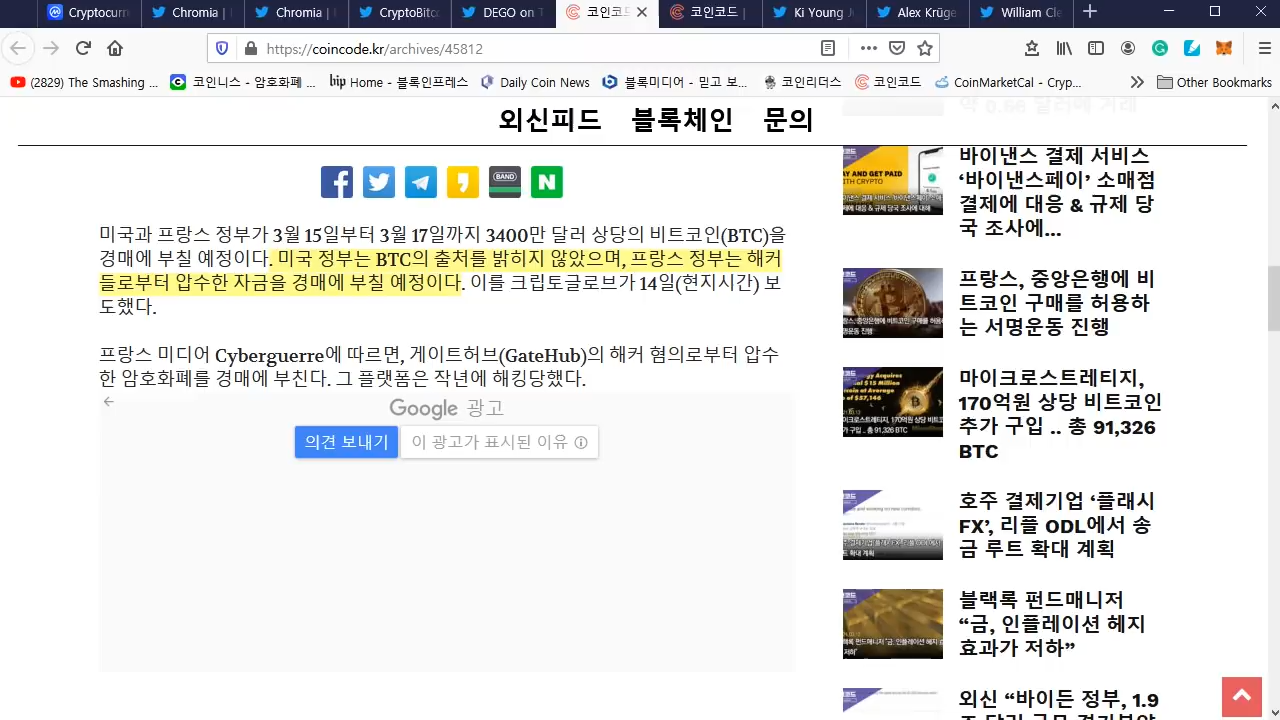 Cryptocurr
Chromia |
Chromia |
CryptoBitco
DEGO on T
코인코드
코인코드 |
Ki Young J
Alex Krüge
William Cle
https://coincode.kr/archives/45812
(2829) The Smashing ...
코인니스 - 암호화폐 ...
hip Home - 블록인프런스
Daily Coin News
블록미디어 - 믿고 보...
코인리더스
코인코드
CoinMarketCal - Cryp...
Other Bookmarks
외신피드 블록체인 문의
BAND
N
미국과 프랑스 정부가 3월 15일부터 3월 17일까지 3400만 달러 상당의 비트코인(BTC)을
경매에 부칠 예정이다. 미국 정부는 BTC의 출처를 밝히지 않았으며, 프랑스 정부는 해커
들로부터 압수한 자금을 경매에 부칠 예정이다. 이를 크립토글로브가 14일(현지시간) 보
도했다.
프랑스 미디어 Cyberguerre에 따르면, 게이트허브(GateHub)의 해커 혐의로부터 압수
한 암호화폐를 경매에 부친다. 그 플랫폼은 작년에 해킹당했다.
Google 광고
의견 보내기
이 광고가 표시된 이유
약 0.66 달러에 거래
바이낸스 결제 서비스
‘바이낸스페이’ 소매점
결제에 대응 & 규제 당
국 조사에...
프랑스, 중앙은행에 비
트코인 구매를 허용하
는 서명운동 진행
마이크로스트레티지,
170억원 상당 비트코인
추가 구입 .. 총 91,326
BTC
호주 결제기업 ‘플래시
FX’, 리플 ODL에서 송
금 루트 확대 계획
블랙록 펀드매니저
“금, 인플레이션 헤지
효과가 저하”
외신 “바이든 정부, 1.9